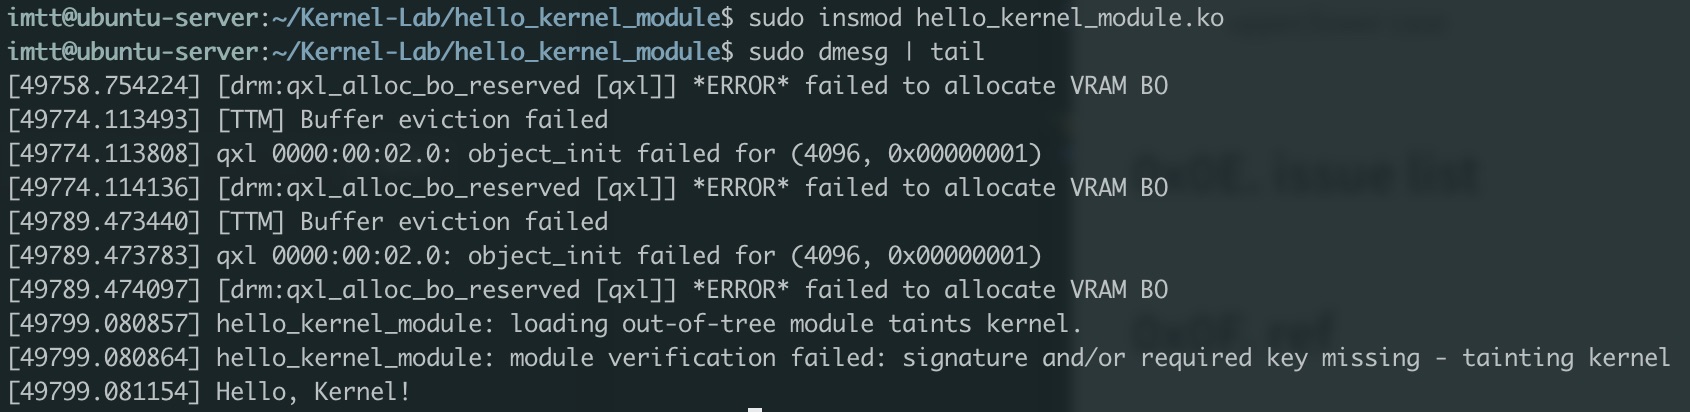 imtt@ubuntu-server:~/Kernel-Lab/hello_kernel_module$ sudo insmod hello_kernel_module.ko
imtt@ubuntu-server:~/Kernel-Lab/hello_kernel_module$ sudo dmesg | tail
[49758.754224] [drm:qxl_alloc_bo_reserved [qxl]] *ERROR* failed to allocate VRAM BO
[49774.113493] [TTM] Buffer eviction failed
[49774.113808] qxl 0000:00:02.0: object_init failed for (4096, 0x00000001)
[49774.114136] [drm:qxl_alloc_bo_reserved [qxl]] *ERROR* failed to allocate VRAM BO
[49789.473440] [TTM] Buffer eviction failed
[49789.473783] qxl 0000:00:02.0: object_init failed for (4096, 0x00000001)
[49789.474097] [drm:qxl_alloc_bo_reserved [qxl]] *ERROR* failed to allocate VRAM BO
[49799.080857] hello_kernel_module: loading out-of-tree module taints kernel.
[49799.080864] hello_kernel_module: module verification failed: signature and/or required key missing - tainting kernel
[49799.081154] Hello, Kernel!
0x0E. issue list
0x0F. ref